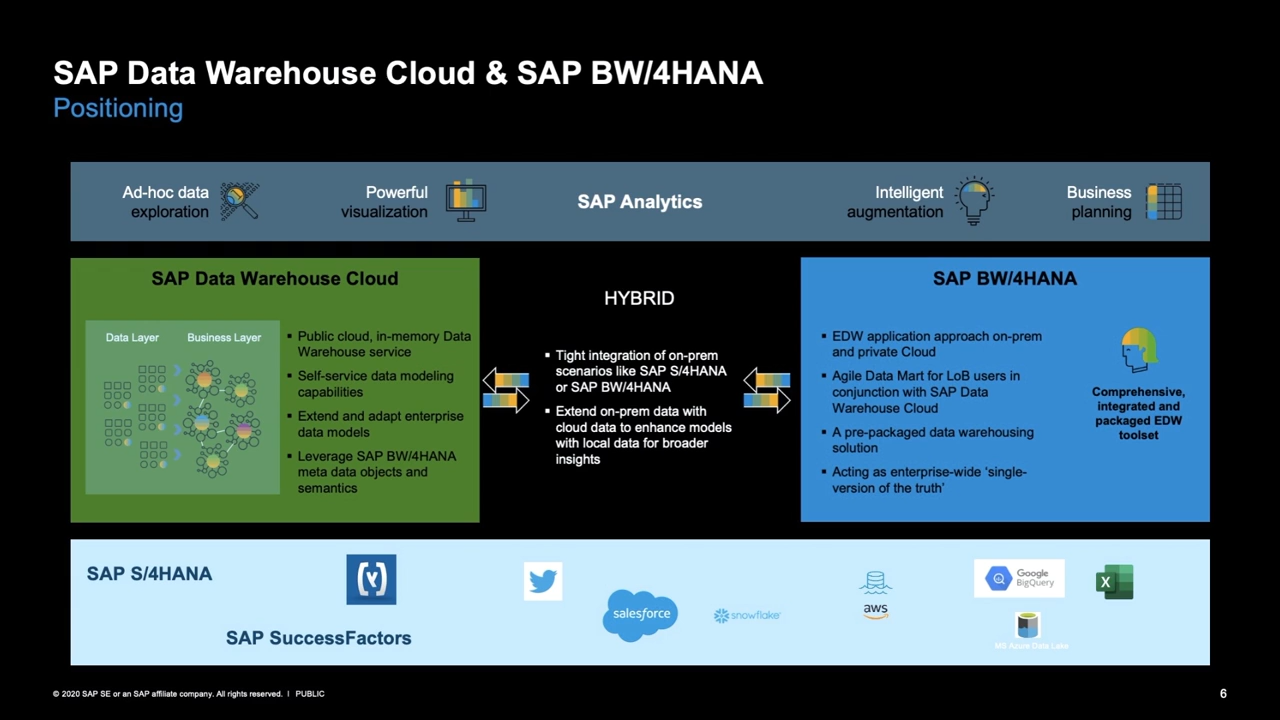 SAP Data Warehouse Cloud & SAP BW/4HANA
Positioning
Ad-hoc data
exploration
Powerful
visualization
SAP Analytics
Intelligent
augmentation
Business
planning
SAP Data Warehouse Cloud
Data Layer
Business Layer
▪ Public cloud, in-memory Data
Warehouse service
▪ Self-service data modeling
capabilities
▪ Extend and adapt enterprise
data models
▪ Leverage SAP BW/4HANA
meta data objects and
semantics
HYBRID
▪ Tight integration of on-prem
scenarios like SAP S/4HANA
or SAP BW/4HANA
▪ Extend on-prem data with
cloud data to enhance models
with local data for broader
insights
SAP BW/4HANA
▪ EDW application approach on-prem
and private Cloud
▪ Agile Data Mart for LoB users in
conjunction with SAP Data
Warehouse Cloud
▪ A pre-packaged data warehousing
solution
▪ Acting as enterprise-wide ‘single-
version of the truth’
Comprehensive,
integrated and
packaged EDW
toolset
SAP S/4HANA
SAP SuccessFactors
salesforce
snowflake
aws
Google
BigQuery
X
MS Azure Data Lake
© 2020 SAP SE or an SAP affiliate company. All rights reserved. | PUBLIC
6